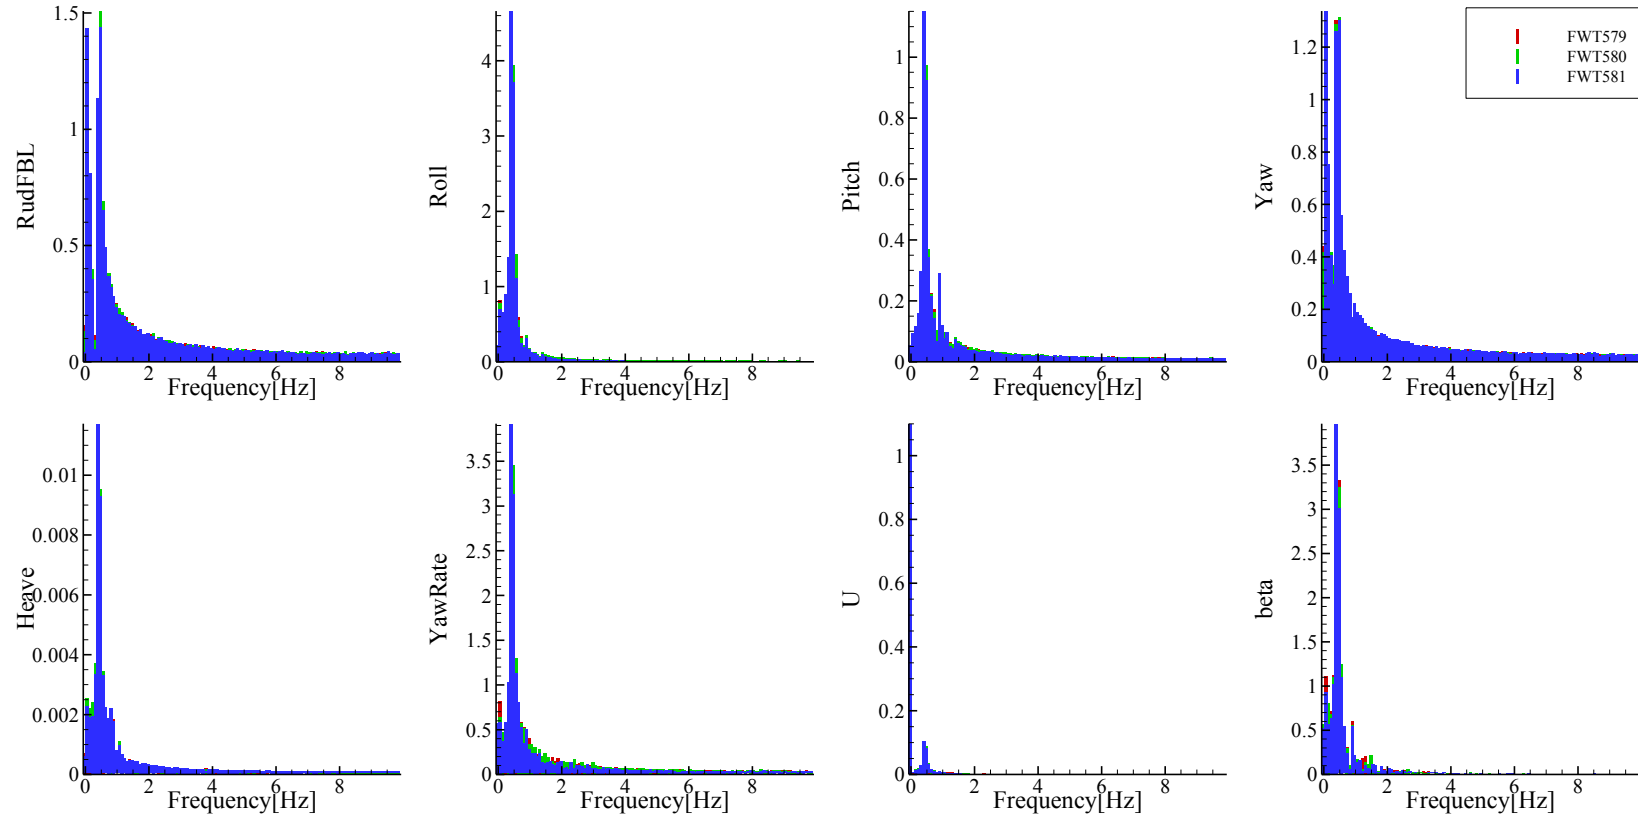 RudFBL
1.5
1
0.5
0
0 2 4 6 8
Frequency[Hz]
Roll
4
2
0
0 2 4 6 8
Frequency[Hz]
Pitch
1
0.8
0.6
0.4
0.2
0
0 2 4 6 8
Frequency[Hz]
Yaw
1.2
1
0.8
0.6
0.4
0.2
0
0 2 4 6 8
Frequency[Hz]
FWT579
FWT580
FWT581
Heave
0.01
0.008
0.006
0.004
0.002
0
0 2 4 6 8
Frequency[Hz]
YawRate
3.5
3
2.5
2
1.5
1
0.5
0
0 2 4 6 8
Frequency[Hz]
U
1
0.8
0.6
0.4
0.2
0
0 2 4 6 8
Frequency[Hz]
beta
3.5
3
2.5
2
1.5
1
0.5
0
0 2 4 6 8
Frequency[Hz]